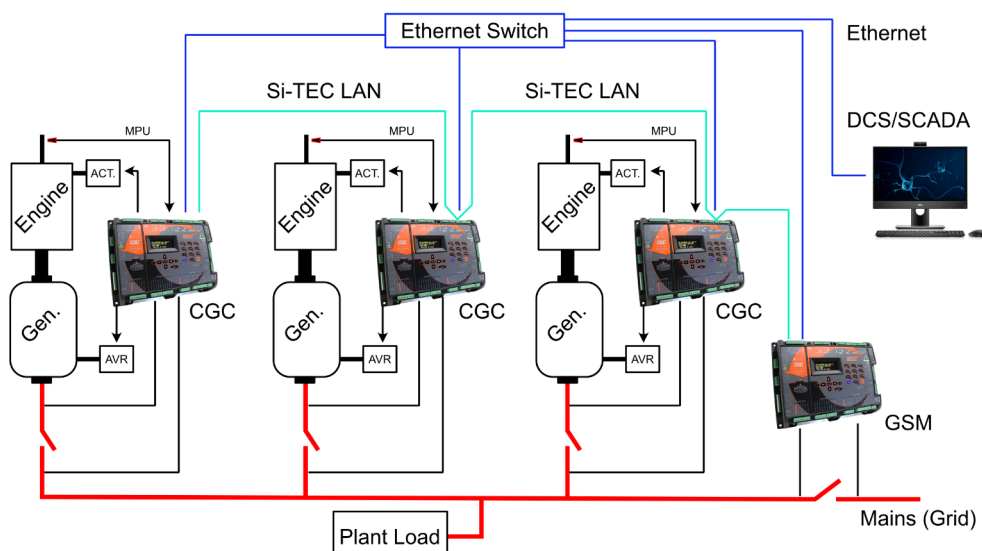 Ethernet Switch
Ethernet
Si-TEC LAN
Si-TEC LAN
DCS/SCADA
MPU
MPU
MPU
ACT.
ACT.
ACT.
Engine
Engine
Engine
CGC
CGC
CGC
Gen.
Gen.
Gen.
AVR
AVR
AVR
GSM
Mains (Grid)
Plant Load